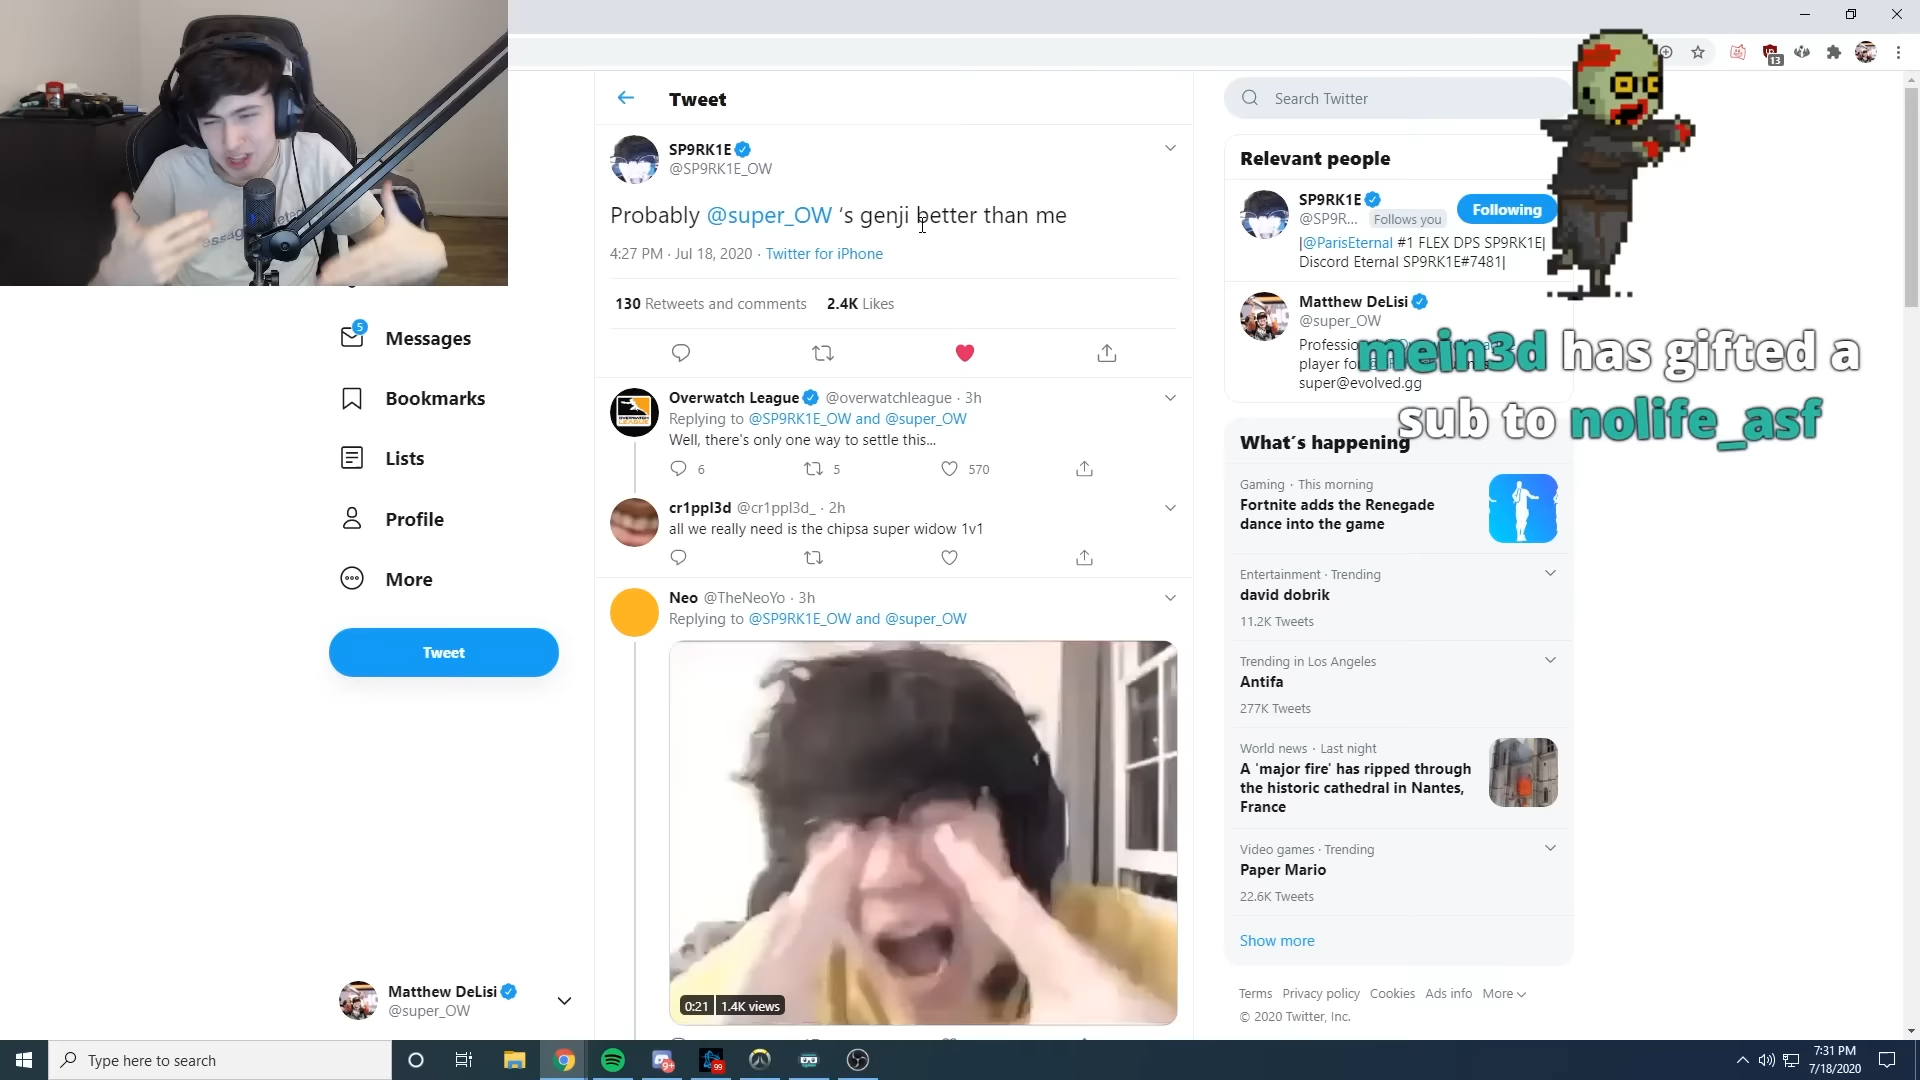 13
Tweet
Search Twitter
SP9RK1E
@SP9RK1E_OW
Probably @super_OW 's genji better than me
4:27 PM · Jul 18, 2020 · Twitter for iPhone
130 Retweets and comments 2.4K Likes
Overwatch League @overwatchleague · 3h
Replying to @SP9RK1E_OW and @super_OW
Well, there's only one way to settle this...
6 5 570
cr1ppl3d @cr1ppl3d_ · 2h
all we really need is the chipsa super widow 1v1
Neo @TheNeoYo · 3h
Replying to @SP9RK1E_OW and @super_OW
0:21 1.4K views
5
Messages
Bookmarks
Lists
Profile
More
Tweet
Matthew DeLisi
@super_OW
Relevant people
SP9RK1E
@SP9R... Follows you
Following
|@ParisEternal #1 FLEX DPS SP9RK1E|
Discord Eternal SP9RK1E#7481|
Matthew DeLisi
@super_OW
player for
super@evolved.gg
mein3d has gifted a
sub to nolife_asf
What's happening
Gaming · This morning
Fortnite adds the Renegade
dance into the game
Entertainment · Trending
david dobrik
11.2K Tweets
Trending in Los Angeles
Antifa
277K Tweets
World news · Last night
A 'major fire' has ripped through
the historic cathedral in Nantes,
France
Video games · Trending
Paper Mario
22.6K Tweets
Show more
Terms Privacy policy Cookies Ads info More
© 2020 Twitter, Inc.
Type here to search
9+
99
7:31 PM
7/18/2020